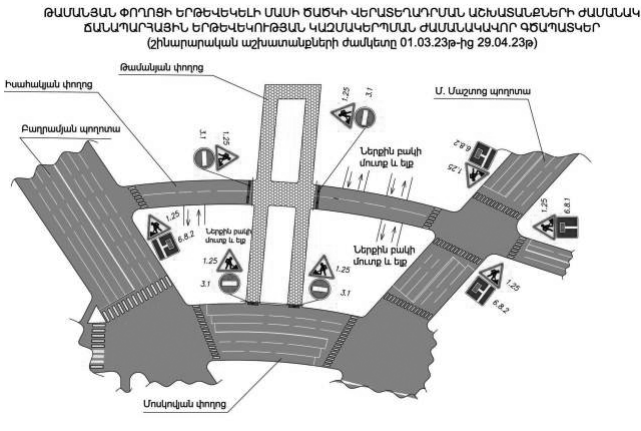 ԹԱՄԱՆՅԱՆ ՓՈՂՈՑԻ ԵՐԹԵՎԵԿԵԼԻ ՄԱՍԻ ԾԱԾԿԻ ՎԵՐԱՏԵՂԱԴՐՄԱՆ ԱՇԽԱՏԱՆՔՆԵՐԻ ԺԱՄԱՆԱԿ
ՃԱՆԱՊԱՐՀԱՅԻՆ ԵՐԹԵՎԵԿՈՒԹՅԱՆ ԿԱԶՄԱԿԵՐՊՄԱՆ ԺԱՄԱՆԱԿԱՎՈՐ ԳԾԱՊԱՏԿԵՐ
(շինարարական աշխատանքների ժամկետը 01.03.23թ-ից 29.04.23թ)
Թամանյան փողոց
Իսահակյան փողոց
Մ. Մաշտոց պողոտա
Բաղրամյան պողոտա
3.1
1.25
1.25
3.1
Ներքին բակի
մուտք և ելք
6.8.2
1.25
1.25
6.8.1
1.25
6.8.2
Ներքին բակի
մուտք և ելք
Ներքին բակի
մուտք և ելք
1.25
3.1
1.25
3.1
1.25
6.8.2
Մոսկովյան փողոց